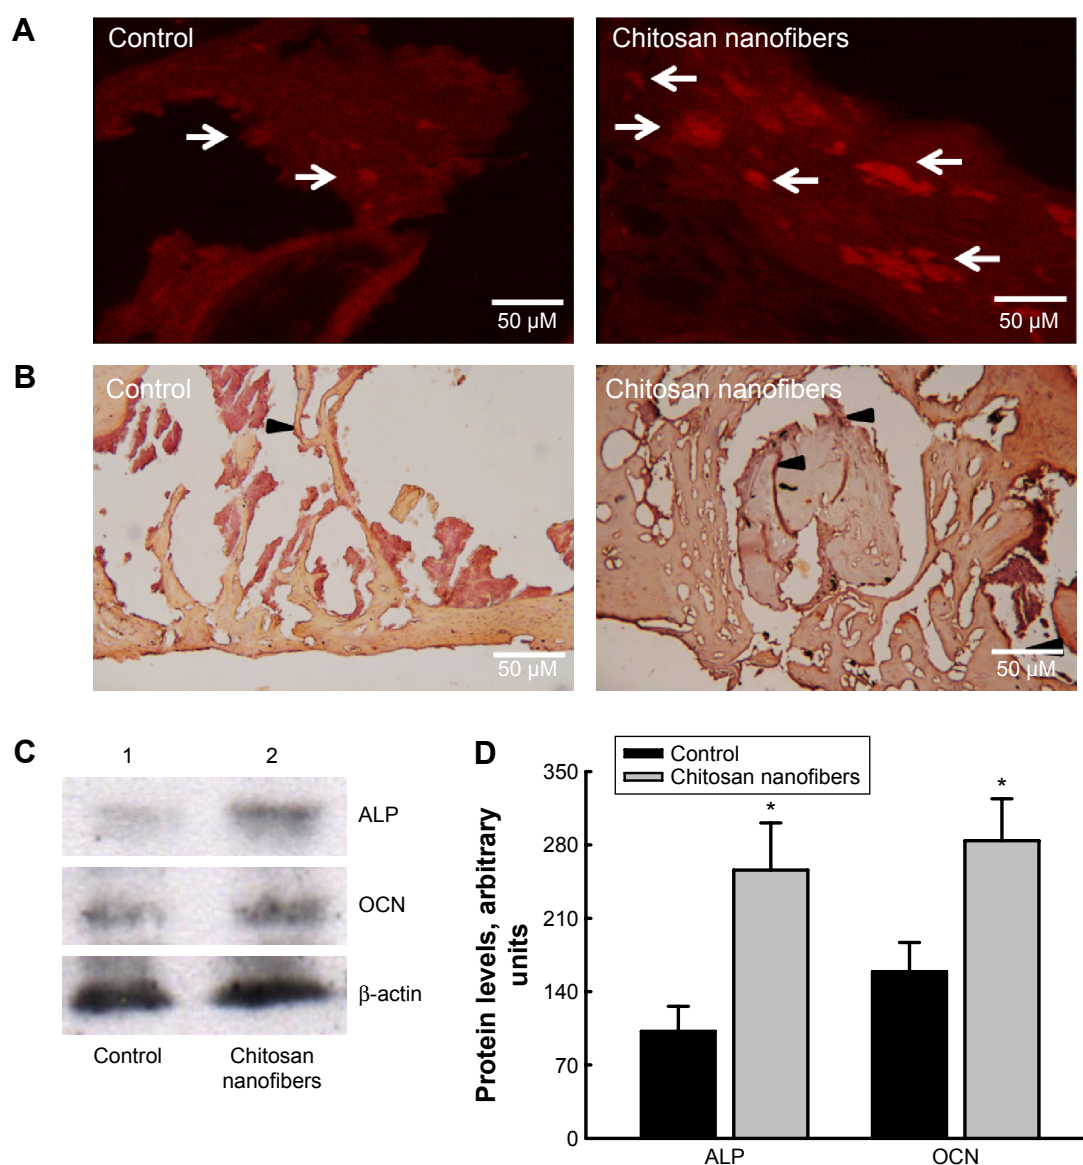 A
Control
50 µM
Chitosan nanofibers
50 µM
B
Control
50 µM
Chitosan nanofibers
50 µM
C
1
2
ALP
OCN
β-actin
Control
Chitosan
nanofibers
D
Control
Chitosan nanofibers
Protein levels, arbitrary
units
350
280
210
140
70
0
*
*
ALP
OCN